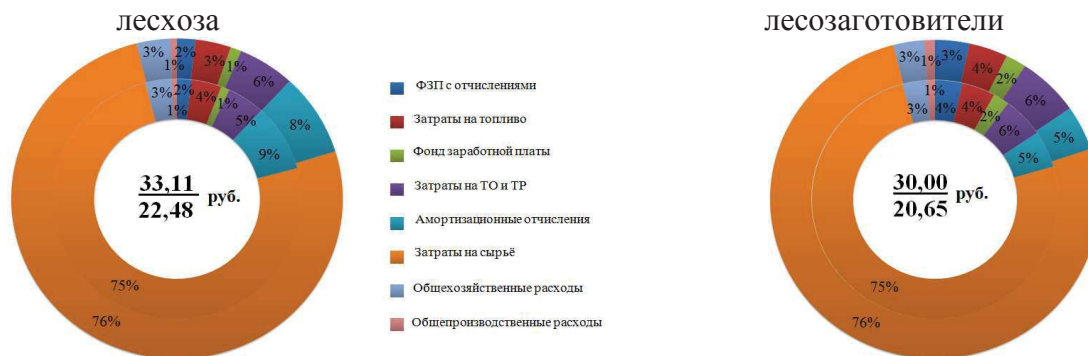 лесхоза
3% 2% 1% 3% 1% 6% 8%
3% 2% 1% 4% 1% 5% 9%
33,11
22,48
руб.
75%
76%
ФЗП с отчислениями
Затраты на топливо
Фонд заработной платы
Затраты на ТО и ТР
Амортизационные отчисления
Затраты на сырьё
Общехозяйственные расходы
Общепроизводственные расходы
лесозаготовители
3% 1% 3% 4% 2% 6% 5%
3% 1% 4% 4% 2% 6% 5%
30,00
20,65
руб.
75%
76%